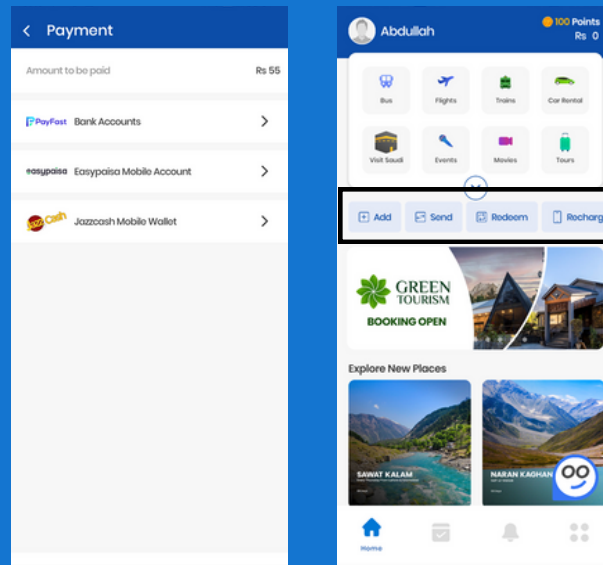 Payment
Amount to be paid Rs 55
PayFast Bank Accounts
easypaisa Easypaisa Mobile Account
Jazz Cash Jazzcash Mobile Wallet
Abdullah
100 Points
Rs 0
Bus Flights Trains Car Rental
Visit Saudi Events Movies Tours
Add Send Redeem Recharg
GREEN
TOURISM
BOOKING OPEN
Explore New Places
SAWAT KALAM
NARAN KAGHAN
Home